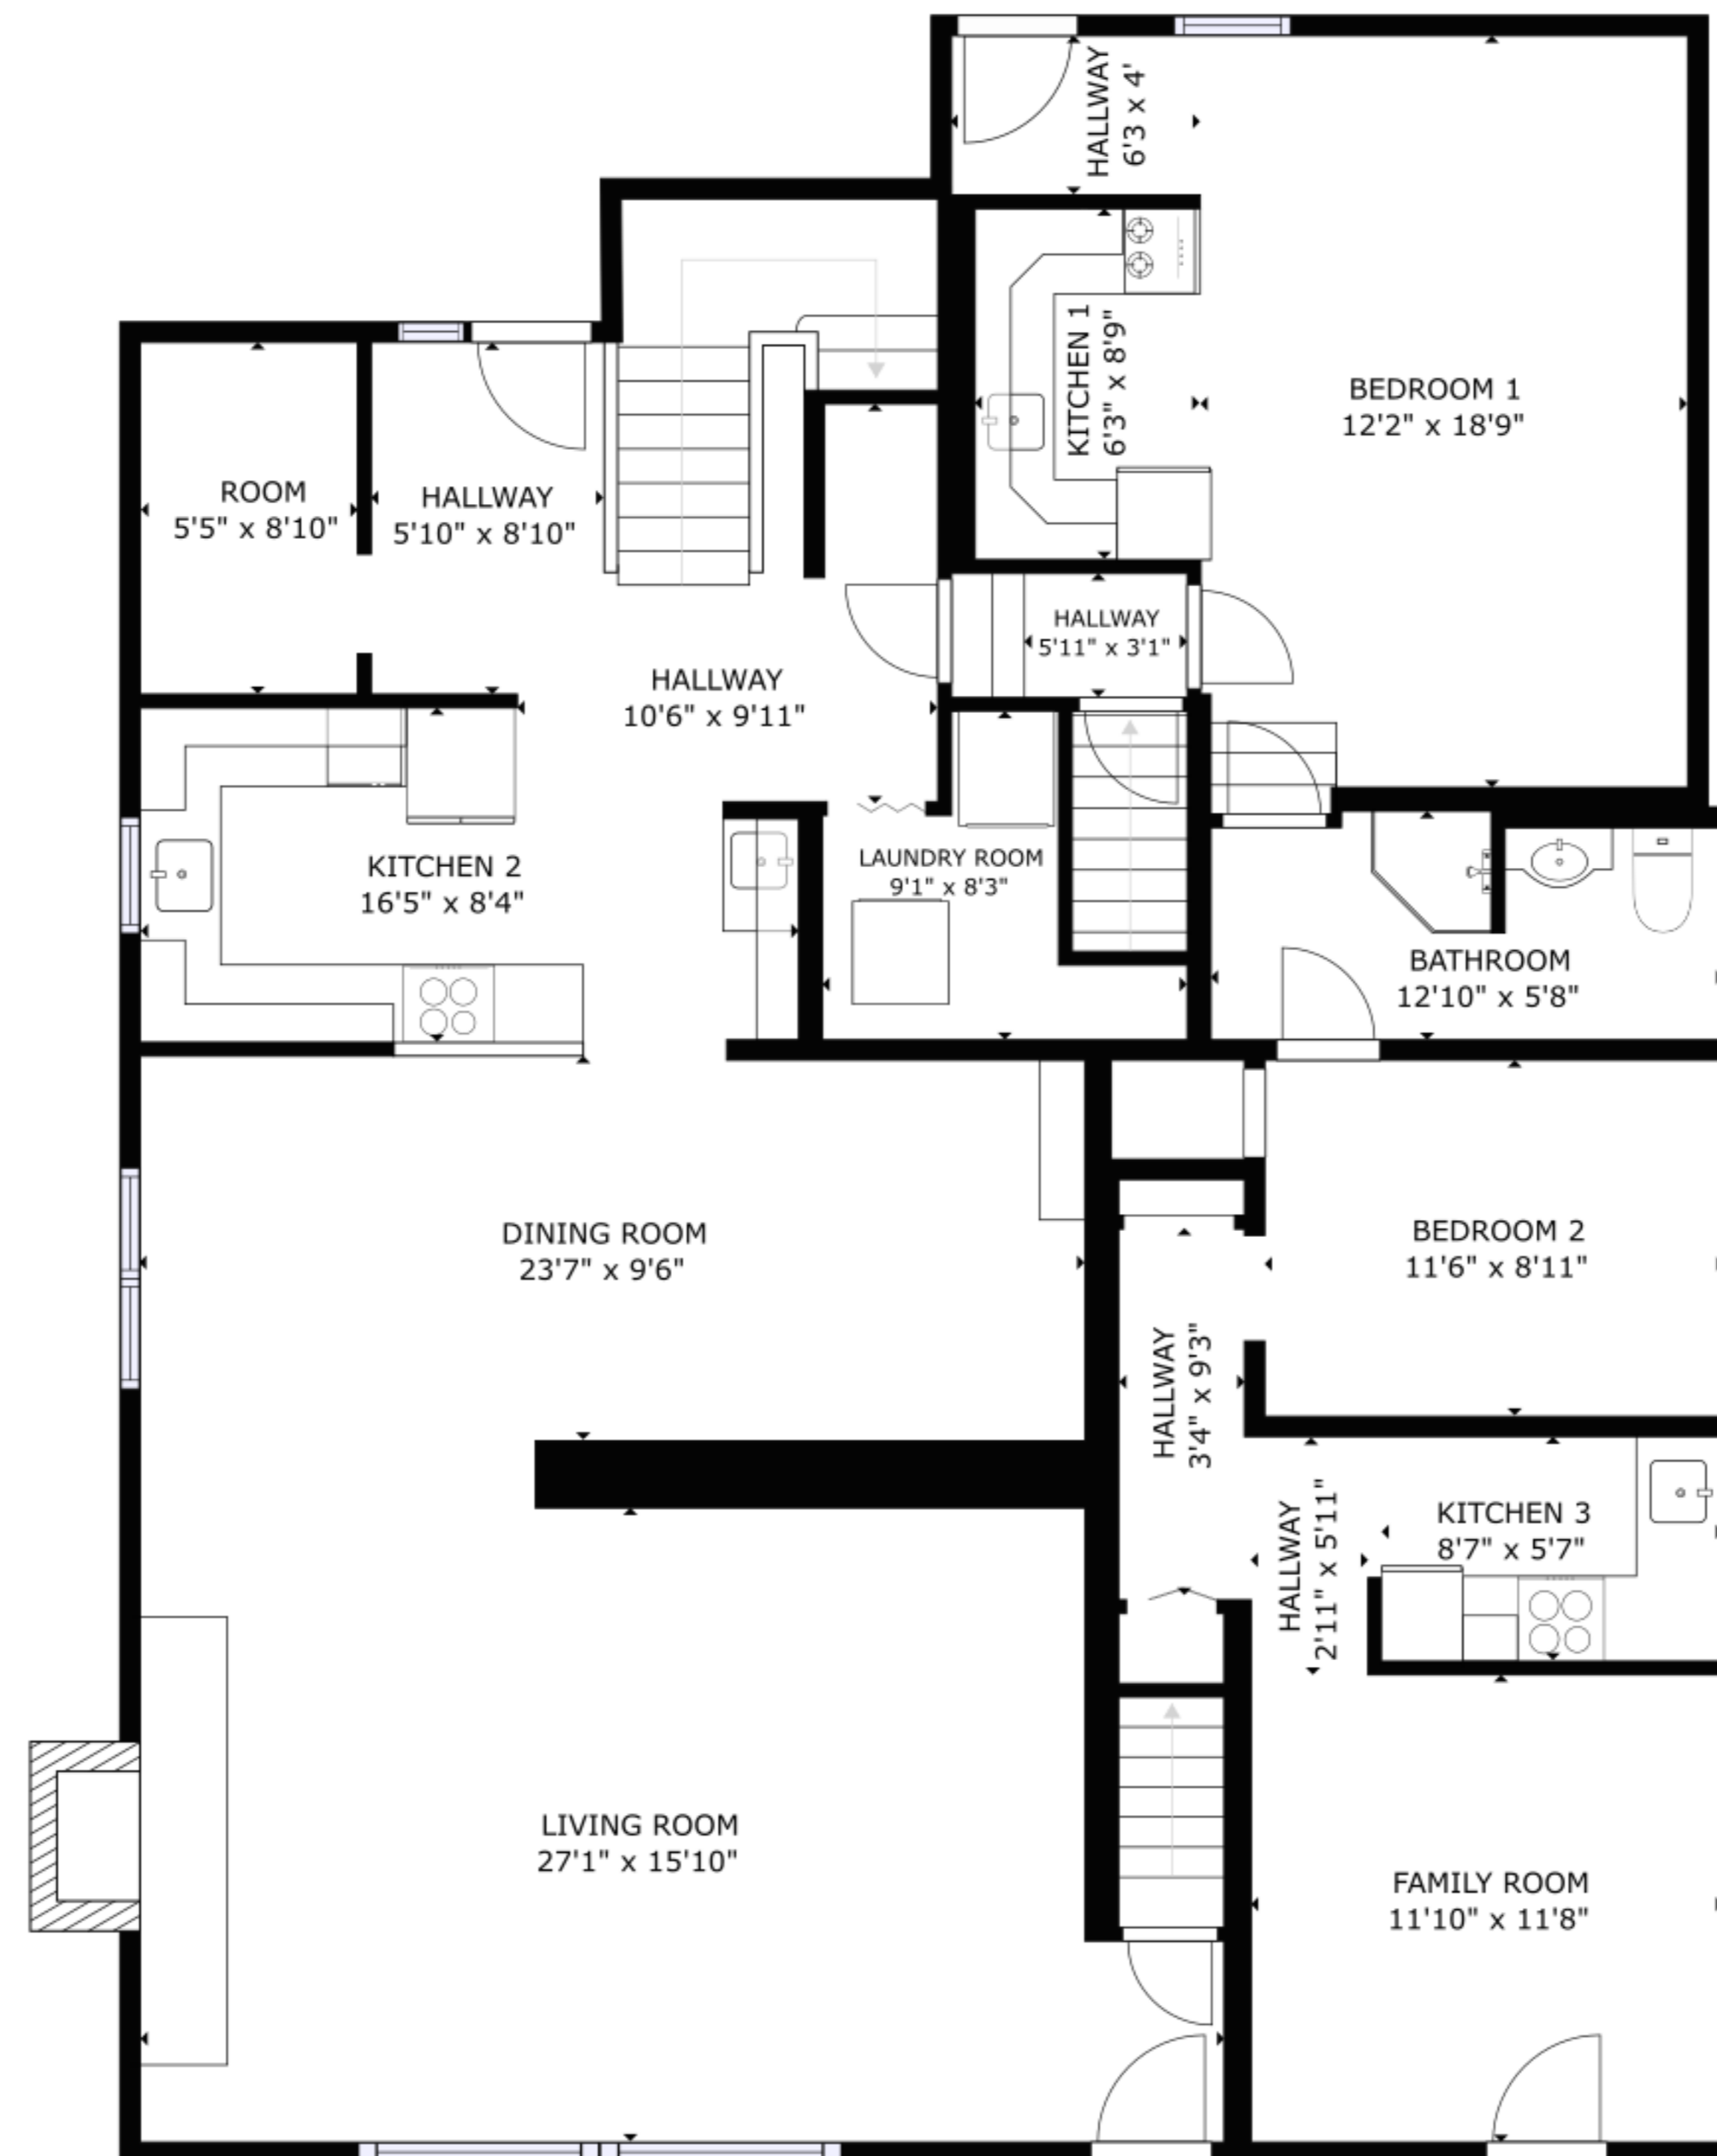 HALLWAY
6'3 x 4'
KITCHEN 1
6'3" x 8'9"
BEDROOM 1
12'2" x 18'9"
ROOM
5'5" x 8'10"
HALLWAY
5'10" x 8'10"
HALLWAY
5'11" x 3'1"
HALLWAY
10'6" x 9'11"
KITCHEN 2
16'5" x 8'4"
LAUNDRY ROOM
9'1" x 8'3"
BATHROOM
12'10" x 5'8"
DINING ROOM
23'7" x 9'6"
BEDROOM 2
11'6" x 8'11"
HALLWAY
3'4" x 9'3"
HALLWAY
2'11" x 5'11"
KITCHEN 3
8'7" x 5'7"
LIVING ROOM
27'1" x 15'10"
FAMILY ROOM
11'10" x 11'8"